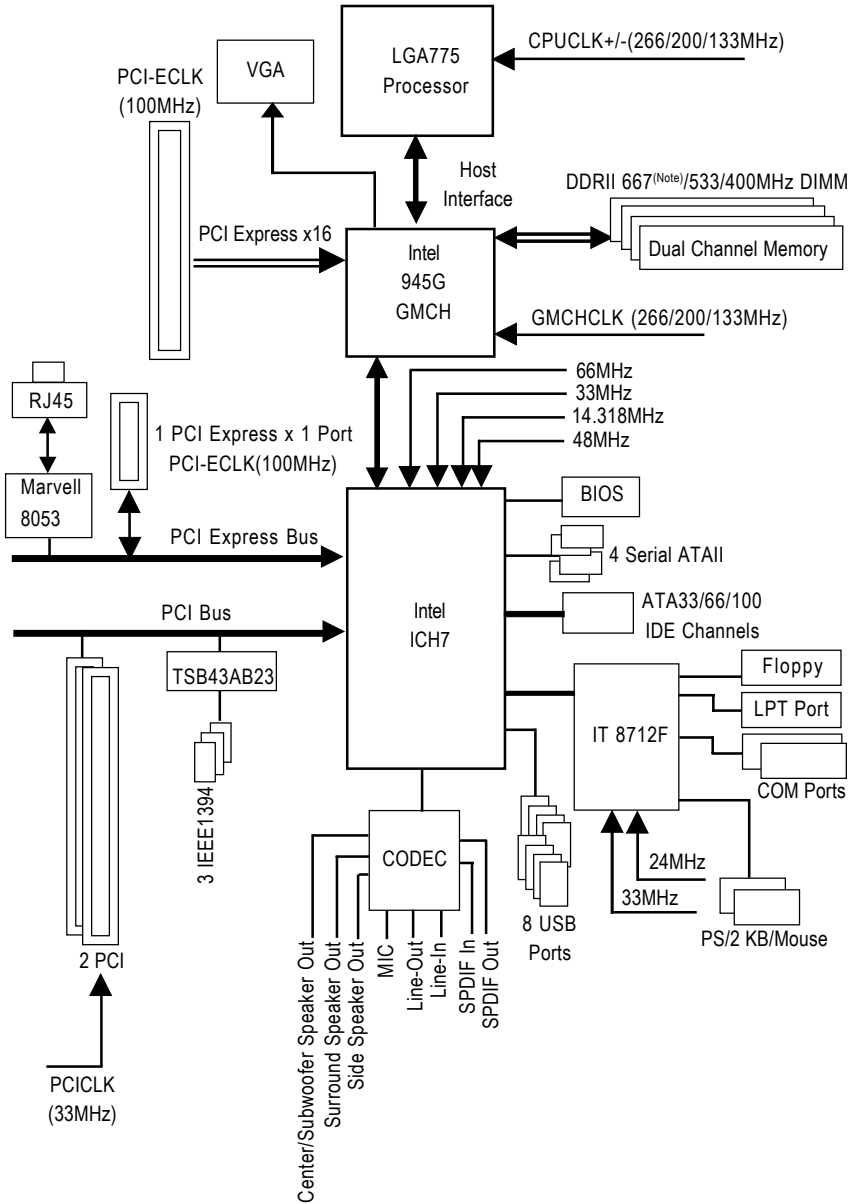 CPUCLK+/-(266/200/133MHz)
LGA775
Processor
VGA
PCI-ECLK
(100MHz)
Host
Interface
DDRII 667(Note)/533/400MHz DIMM
Dual Channel Memory
PCI Express x16
Intel
945G
GMCH
GMCHCLK (266/200/133MHz)
66MHz
33MHz
14.318MHz
48MHz
RJ45
1 PCI Express x 1 Port
PCI-ECLK(100MHz)
Marvell
8053
PCI Express Bus
BIOS
4 Serial ATAII
PCI Bus
Intel
ICH7
ATA33/66/100
IDE Channels
TSB43AB23
Floppy
LPT Port
IT 8712F
COM Ports
3 IEEE1394
CODEC
24MHz
33MHz
8 USB
Ports
PS/2 KB/Mouse
2 PCI
Center/Subwoofer Speaker Out
Surround Speaker Out
Side Speaker Out
MIC
Line-Out
Line-In
SPDIF In
SPDIF Out
PCICLK
(33MHz)